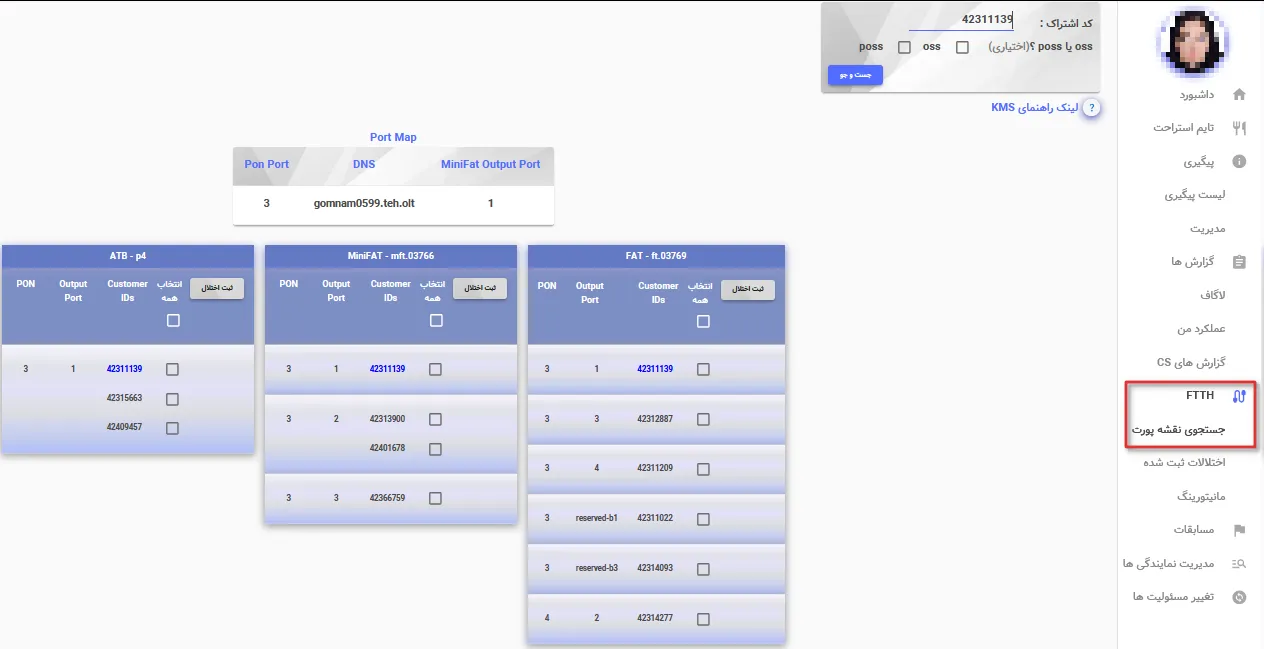 کد اشتراک : 42311139
oss یا poss ؟(اختیاری) oss poss
جست و جو
لینک راهنمای KMS ?
Port Map
Pon Port DNS MiniFat Output Port
3 gomnam0599.teh.olt 1
ATB - p4
PON Output Port Customer IDs انتخاب همه ثبت اختلال
3 1 42311139
42315663
42409457
MiniFAT - mft.03766
PON Output Port Customer IDs انتخاب همه ثبت اختلال
3 1 42311139
3 2 42313900
42401678
3 3 42366759
FAT - ft.03769
PON Output Port Customer IDs انتخاب همه ثبت اختلال
3 1 42311139
3 3 42312887
3 4 42311209
3 reserved-b1 42311022
3 reserved-b3 42314093
4 2 42314277
داشبورد
تایم استراحت
پیگیری
لیست پیگیری
مدیریت
گزارش ها
لاگاف
عملکرد من
گزارش های CS
FTTH
جستجوی نقشه پورت
اختلالات ثبت شده
مانیتورینگ
مسابقات
مدیریت نمایندگی ها
تغییر مسئولیت ها